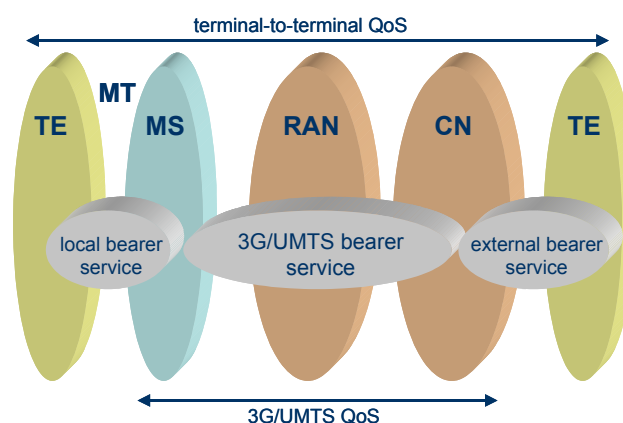 terminal-to-terminal QoS
MT
TE
MS
RAN
CN
TE
local bearer
service
3G/UMTS bearer
service
external bearer
service
3G/UMTS QoS